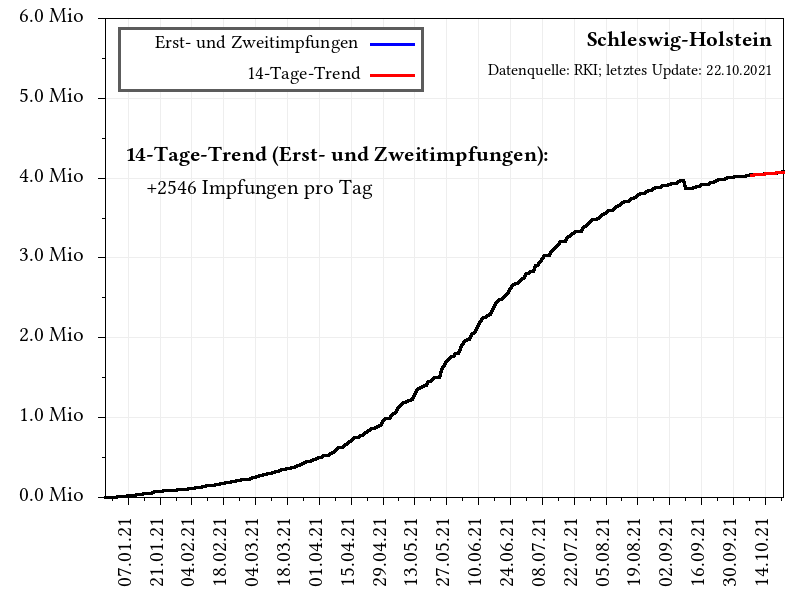 6.0 Mio
5.0 Mio
4.0 Mio
3.0 Mio
2.0 Mio
1.0 Mio
0.0 Mio
Erst- und Zweitimpfungen
14-Tage-Trend
Schleswig-Holstein
Datenquelle: RKI; letztes Update: 22.10.2021
14-Tage-Trend (Erst- und Zweitimpfungen):
+2546 Impfungen pro Tag
07.01.21
21.01.21
04.02.21
18.02.21
04.03.21
18.03.21
01.04.21
15.04.21
29.04.21
13.05.21
27.05.21
10.06.21
24.06.21
08.07.21
22.07.21
05.08.21
19.08.21
02.09.21
16.09.21
30.09.21
14.10.21